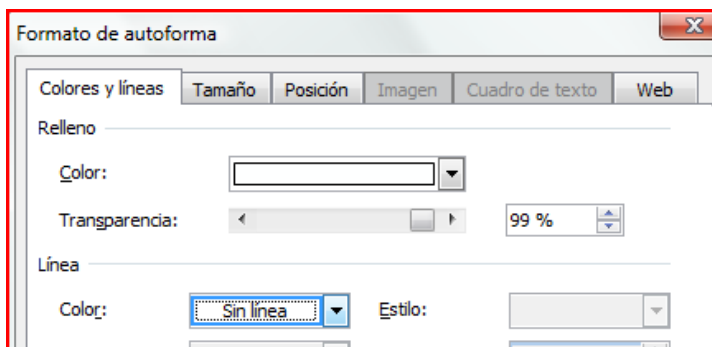 Formato de autoforma
Colores y líneas Tamaño Posición Imagen Cuadro de texto Web
Relleno
Color:
Transparencia: 99 %
Línea
Color: Sin línea Estilo: